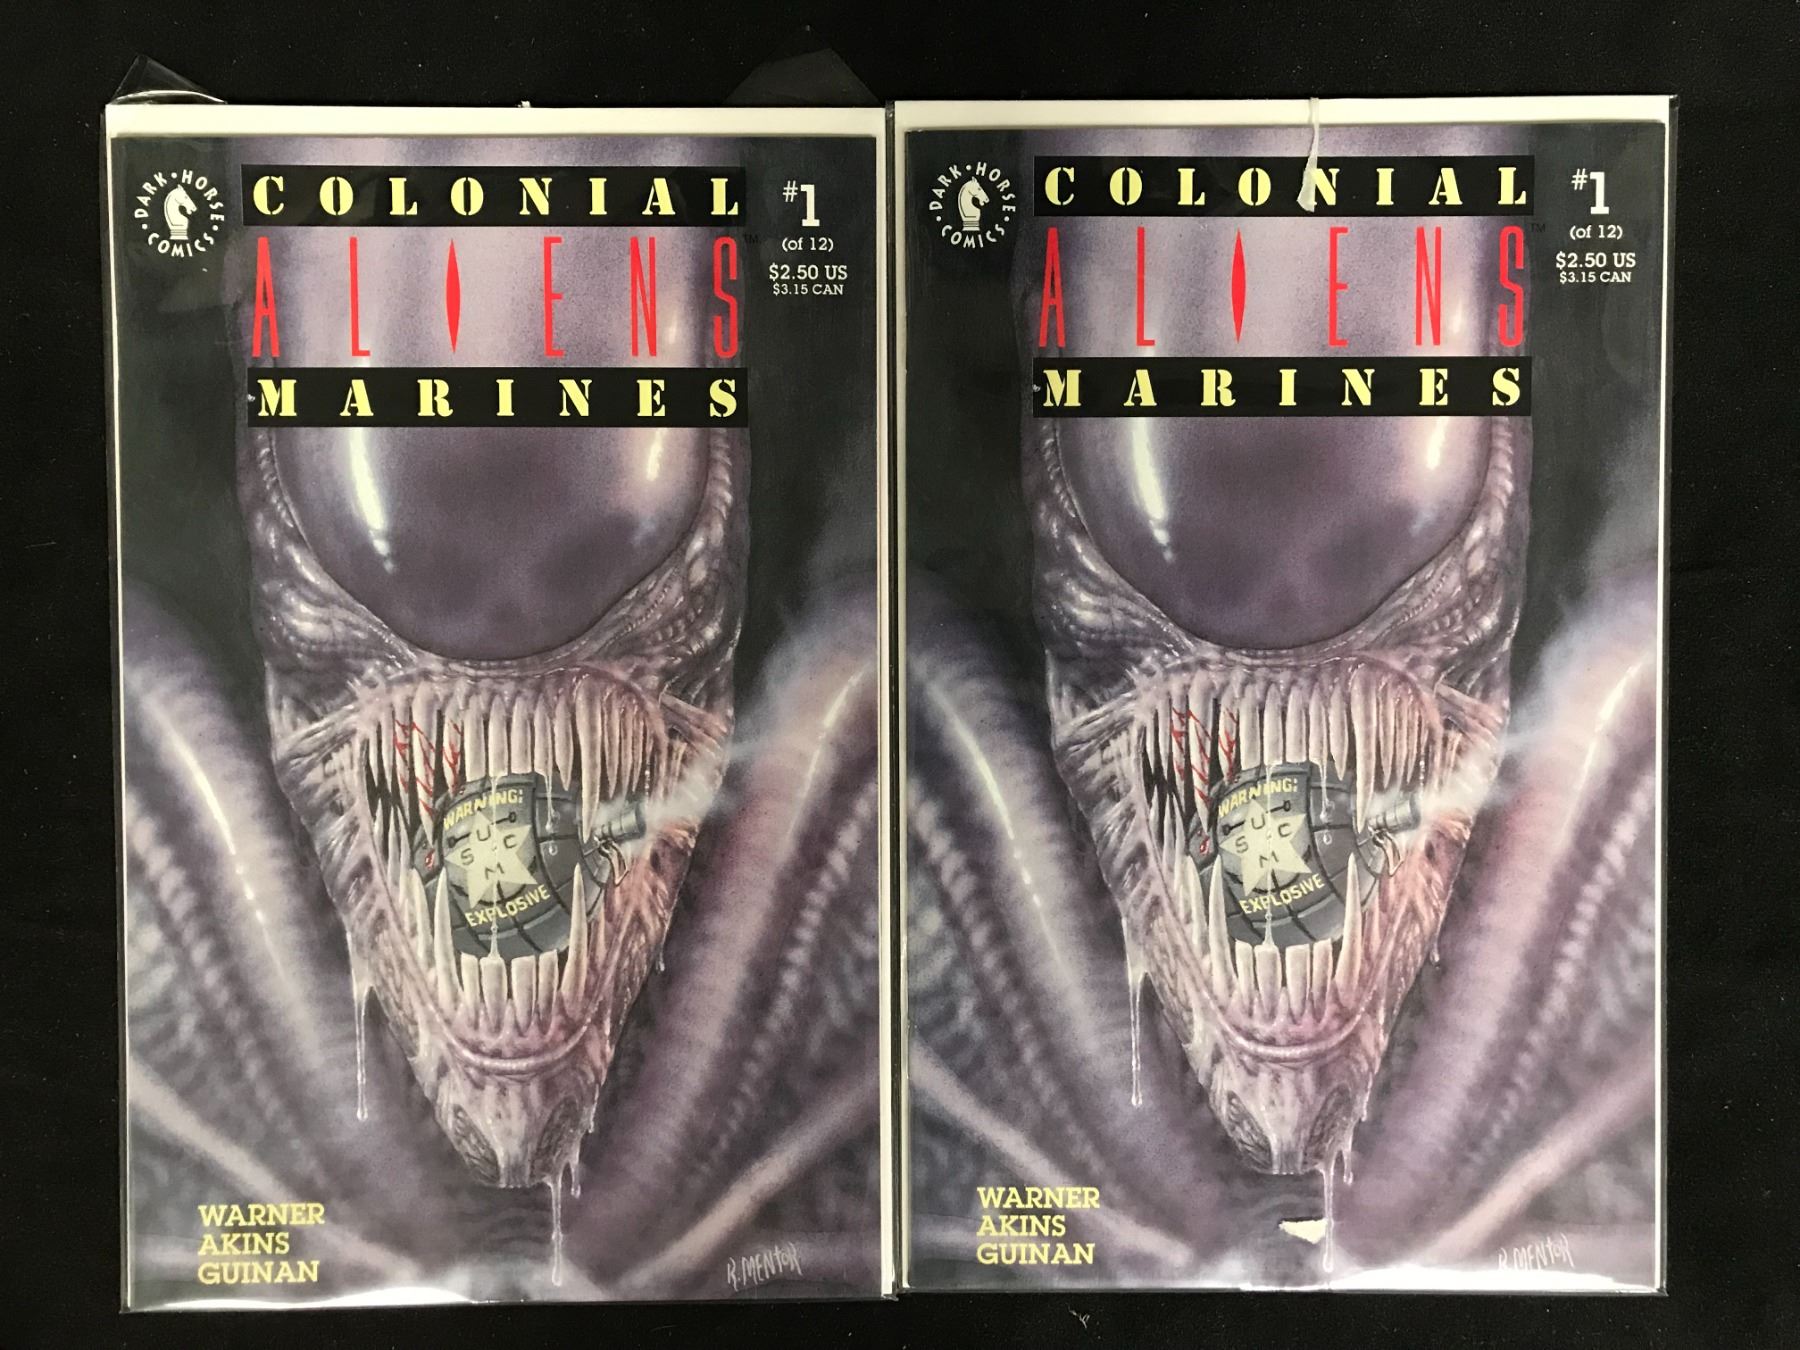 DARK • HORSE • COMICS •
COLONIAL
ALIENS
TM
MARINES
#1
(of 12)
$2.50 US
$3.15 CAN
WARNING:
U
S C
M
EXPLOSIVE
WARNER
AKINS
GUINAN
R. MENTOR
DARK • HORSE • COMICS •
COLONIAL
ALIENS
TM
MARINES
#1
(of 12)
$2.50 US
$3.15 CAN
WARNING:
U
S C
M
EXPLOSIVE
WARNER
AKINS
GUINAN
R. MENTOR